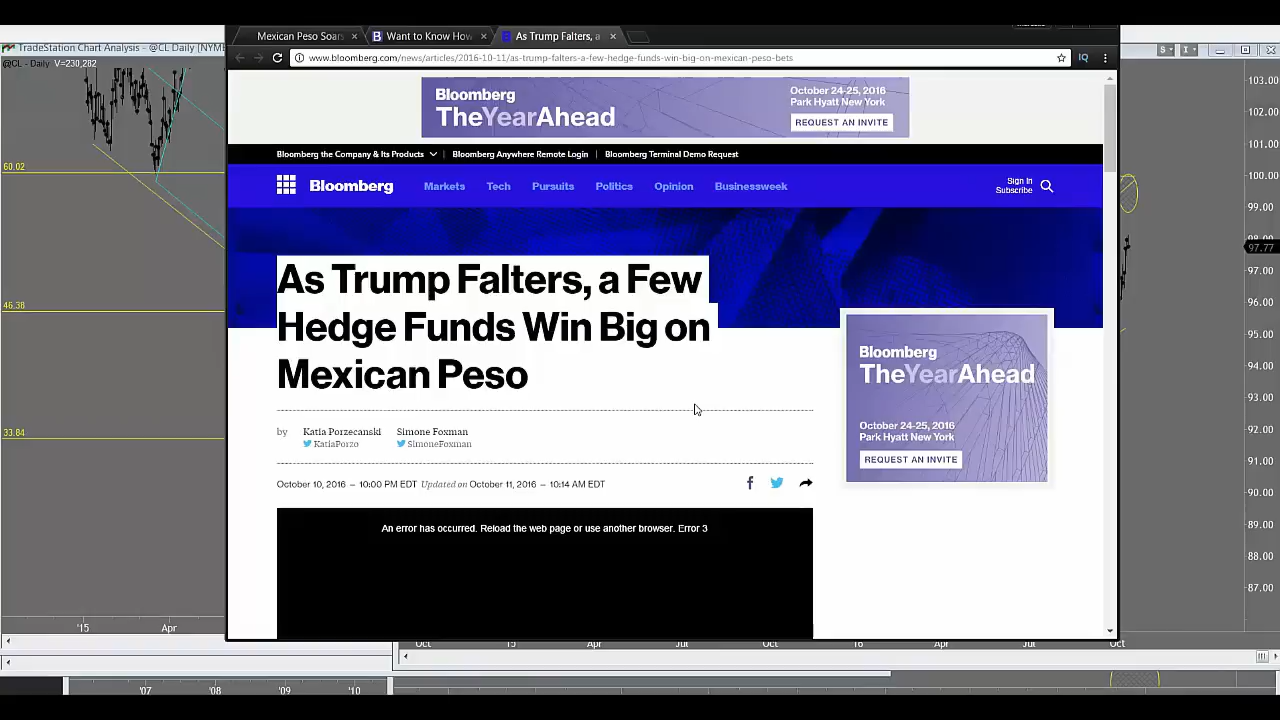 TradeStation Chart Analysis - @CL Daily [NYM
@CL - Daily V=230,282
60.02
46.38
33.84
'15 Apr
Mexican Peso Soars
Want to Know How
As Trump Falters, a
www.bloomberg.com/news/articles/2016-10-11/as-trump-falters-a-few-hedge-funds-win-big-on-mexican-peso-bets
IQ
Bloomberg
TheYearAhead
October 24-25, 2016
Park Hyatt New York
REQUEST AN INVITE
Bloomberg the Company & Its Products | Bloomberg Anywhere Remote Login | Bloomberg Terminal Demo Request
Bloomberg Markets Tech Pursuits Politics Opinion Businessweek
Sign In
Subscribe
As Trump Falters, a Few
Hedge Funds Win Big on
Mexican Peso
by Katia Porzecanski Simone Foxman
KatiaPorzo SimoneFoxman
October 10, 2016 — 10:00 PM EDT Updated on October 11, 2016 — 10:14 AM EDT
An error has occurred. Reload the web page or use another browser. Error 3
Bloomberg
TheYearAhead
October 24-25, 2016
Park Hyatt New York
REQUEST AN INVITE
S
I
103.00
102.00
101.00
100.00
99.00
98.00
97.77
97.00
96.00
95.00
94.00
93.00
92.00
91.00
90.00
89.00
88.00
87.00
Oct '15 Apr Jul Oct '16 Apr Jul Oct
'07 '08 '09 '10